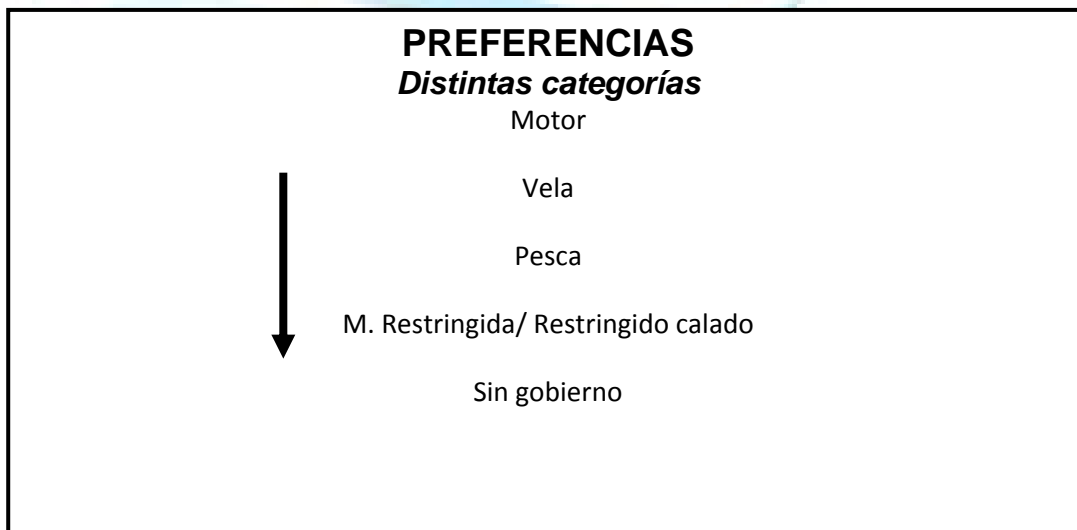 PREFERENCIAS
Distintas categorías
Motor
Vela
Pesca
M. Restringida/ Restringido calado
Sin gobierno